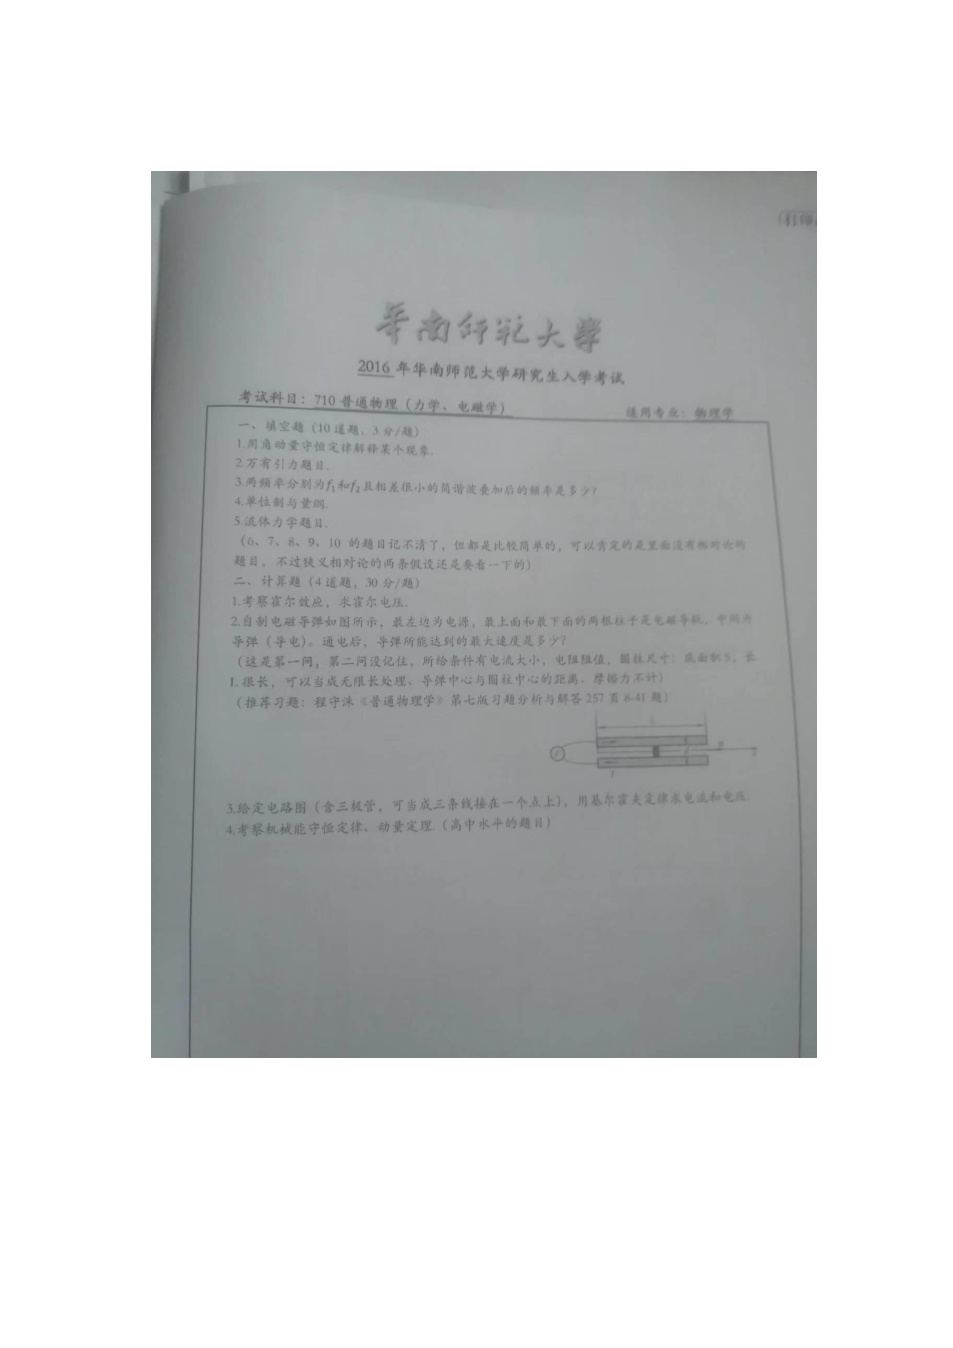 (打印
华南师范大学
2016 年华南师范大学研究生入学考试
考试科目：710 普通物理（力学、电磁学） 适用专业：物理学
一、填空题（10 道题，3 分/题）
1.用角动量守恒定律解释某个现象.
2.万有引力题目.
3.两频率分别为f₁和f₂且相差很小的简谐波叠加后的频率是多少？
4.单位制与量纲.
5.流体力学题目.
（6、7、8、9、10 的题目记不清了，但都是比较简单的，可以肯定的是里面没有相对论的
题目，不过狭义相对论的两条假设还是要看一下的）
二、计算题（4 道题，30 分/题）
1.考察霍尔效应，求霍尔电压.
2.自制电磁导弹如图所示，最左边为电源，最上面和最下面的两根柱子是电磁导轨，中间为
导弹（导电）。通电后，导弹所能达到的最大速度是多少？
（这是第一问，第二问没记住，所给条件有电流大小，电阻阻值，圆柱尺寸：底面积 S，长
L 很长，可以当成无限长处理、导弹中心与圆柱中心的距离、摩擦力不计）
（推荐习题：程守洙《普通物理学》第七版习题分析与解答 257 页 8-41 题）
L
I
3.给定电路图（含三极管，可当成三条线接在一个点上），用基尔霍夫定律求电流和电压.
4.考察机械能守恒定律、动量定理.（高中水平的题目）